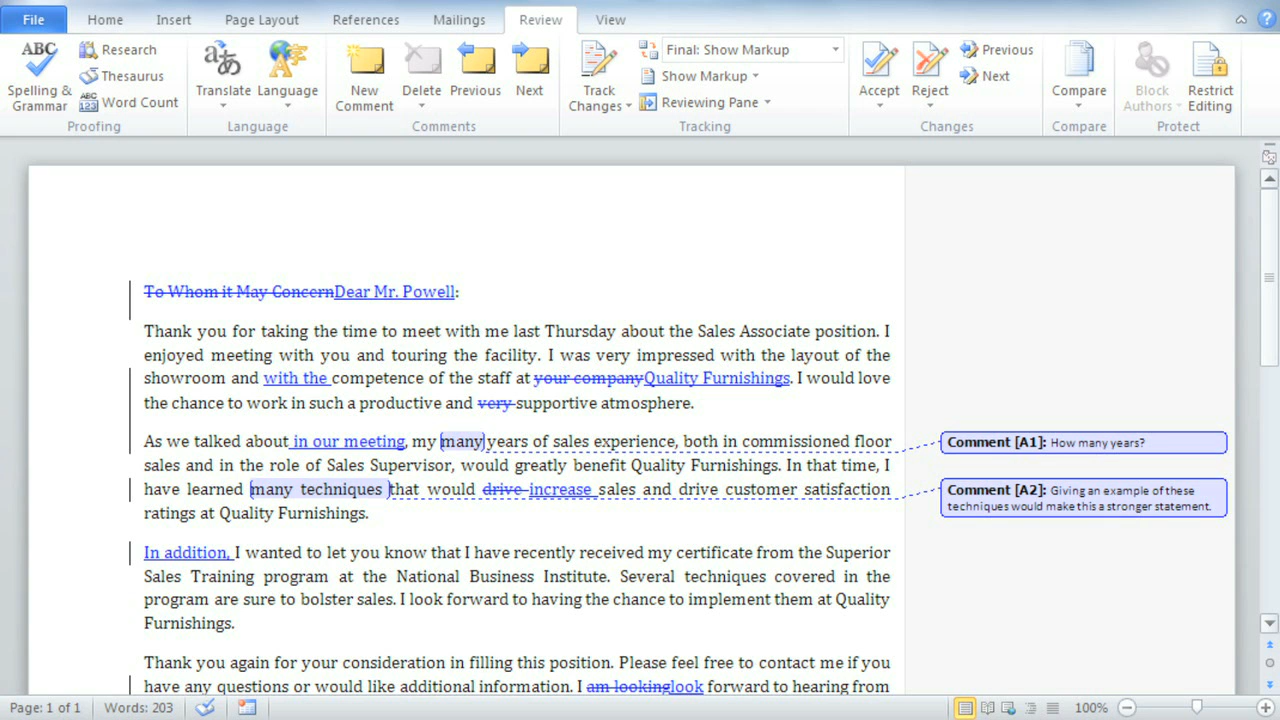 File Home Insert Page Layout References Mailings Review View
ABC Spelling & Grammar
Research
Thesaurus
ABC 123 Word Count
Proofing
Translate
Language
Language
New Comment
Delete
Previous
Next
Comments
Track Changes
Final: Show Markup
Show Markup
Reviewing Pane
Tracking
Accept
Reject
Previous
Next
Changes
Compare
Compare
Block Authors
Restrict Editing
Protect
To Whom it May ConcernDear Mr. Powell:
Thank you for taking the time to meet with me last Thursday about the Sales Associate position. I
enjoyed meeting with you and touring the facility. I was very impressed with the layout of the
showroom and with the competence of the staff at your companyQuality Furnishings. I would love
the chance to work in such a productive and very supportive atmosphere.
As we talked about in our meeting, my many years of sales experience, both in commissioned floor
sales and in the role of Sales Supervisor, would greatly benefit Quality Furnishings. In that time, I
have learned many techniques that would drive increase sales and drive customer satisfaction
ratings at Quality Furnishings.
Comment [A1]: How many years?
Comment [A2]: Giving an example of these
techniques would make this a stronger statement.
In addition, I wanted to let you know that I have recently received my certificate from the Superior
Sales Training program at the National Business Institute. Several techniques covered in the
program are sure to bolster sales. I look forward to having the chance to implement them at Quality
Furnishings.
Thank you again for your consideration in filling this position. Please feel free to contact me if you
have any questions or would like additional information. I am lookinglook forward to hearing from
Page: 1 of 1 Words: 203 100%